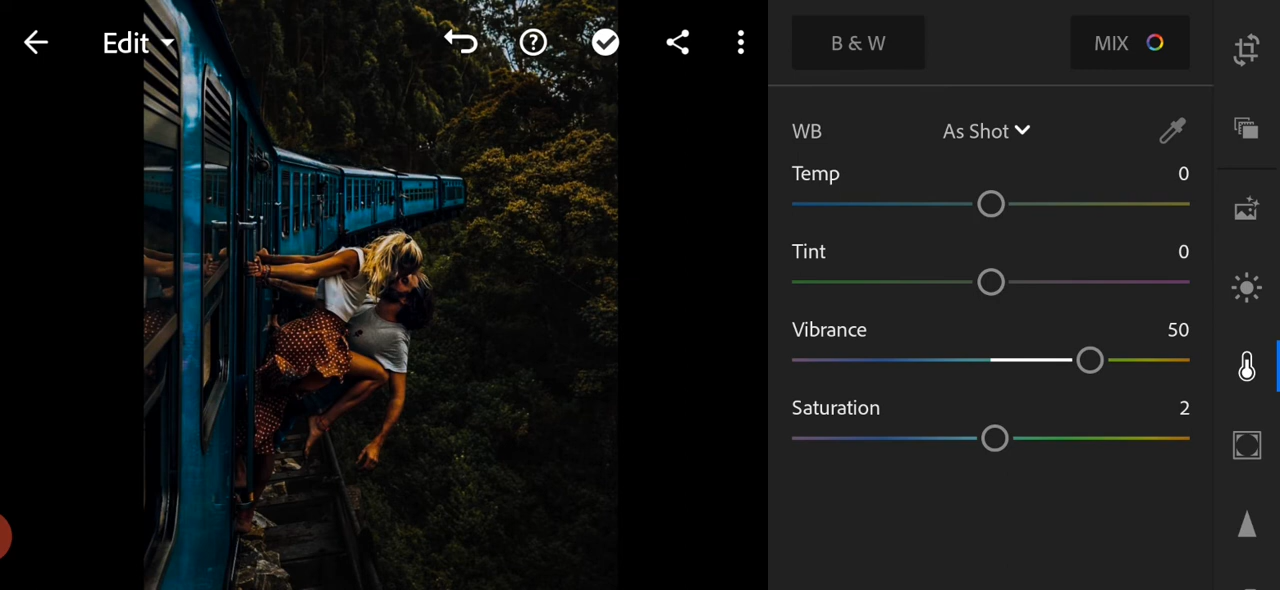 Edit
B & W
MIX
WB
As Shot
Temp
0
Tint
0
Vibrance
50
Saturation
2